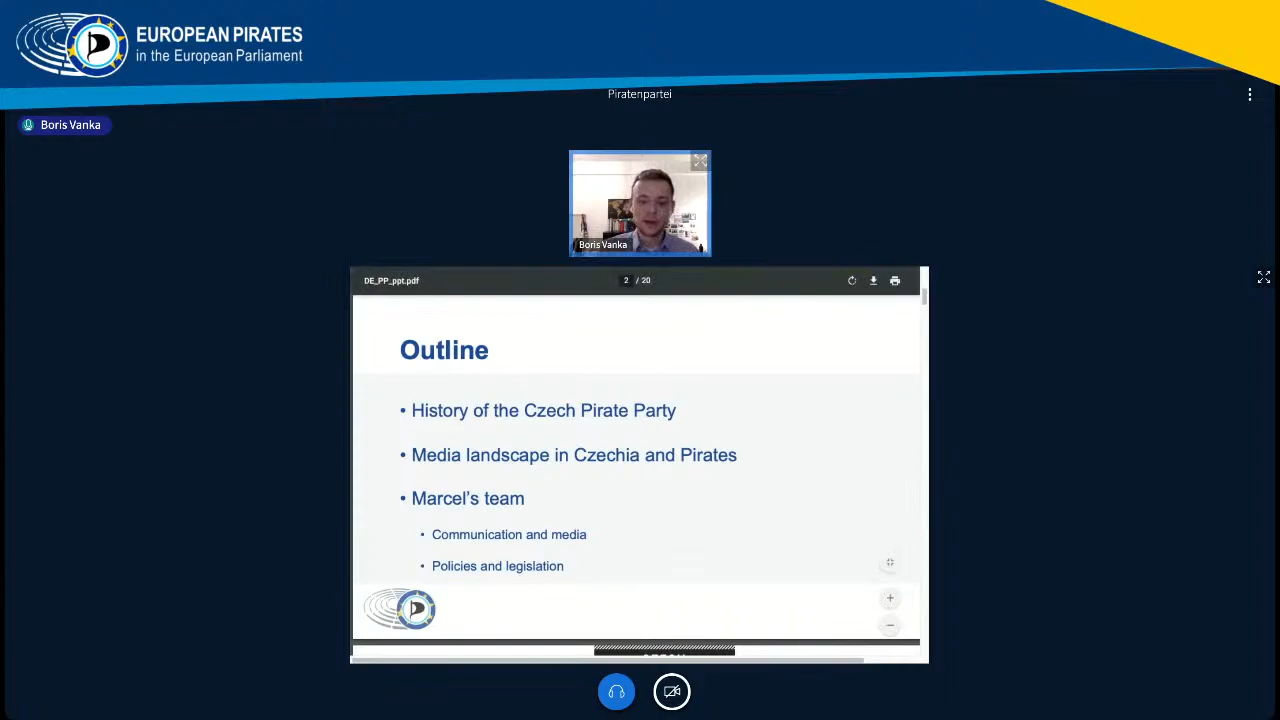 EUROPEAN PIRATES
in the European Parliament
Piratenpartei
Boris Vanka
Boris Vanka
DE_PP_ppt.pdf
2 / 20
Outline
• History of the Czech Pirate Party
• Media landscape in Czechia and Pirates
• Marcel’s team
• Communication and media
• Policies and legislation